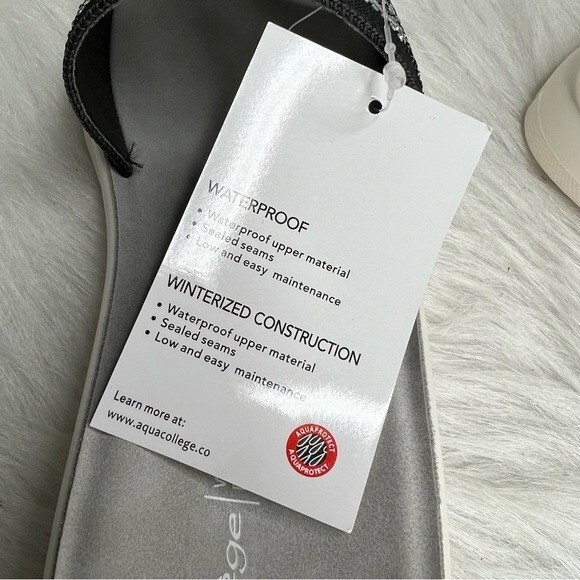 WATERPROOF
• Waterproof upper material
• Sealed seams
• Low and easy maintenance
WINTERIZED CONSTRUCTION
• Waterproof upper material
• Sealed seams
• Low and easy maintenance
Learn more at:
www.aquacollege.co
AQUAPROTECT
AQUAPROTECT
ege|